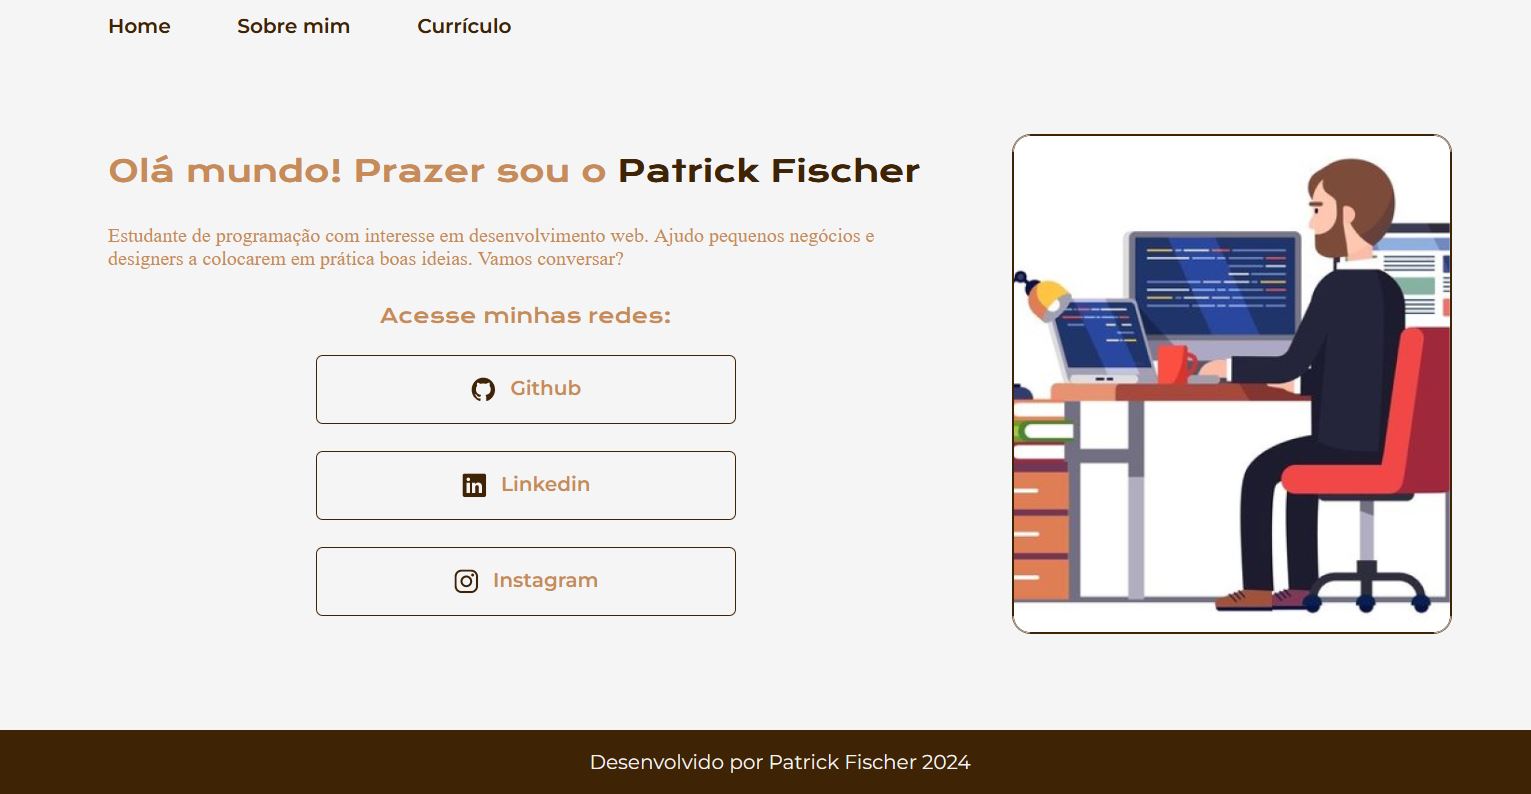 Home Sobre mim Currículo
Olá mundo! Prazer sou o Patrick Fischer
Estudante de programação com interesse em desenvolvimento web. Ajudo pequenos negócios e
designers a colocarem em prática boas ideias. Vamos conversar?
Acesse minhas redes:
Github
Linkedin
Instagram
Desenvolvido por Patrick Fischer 2024